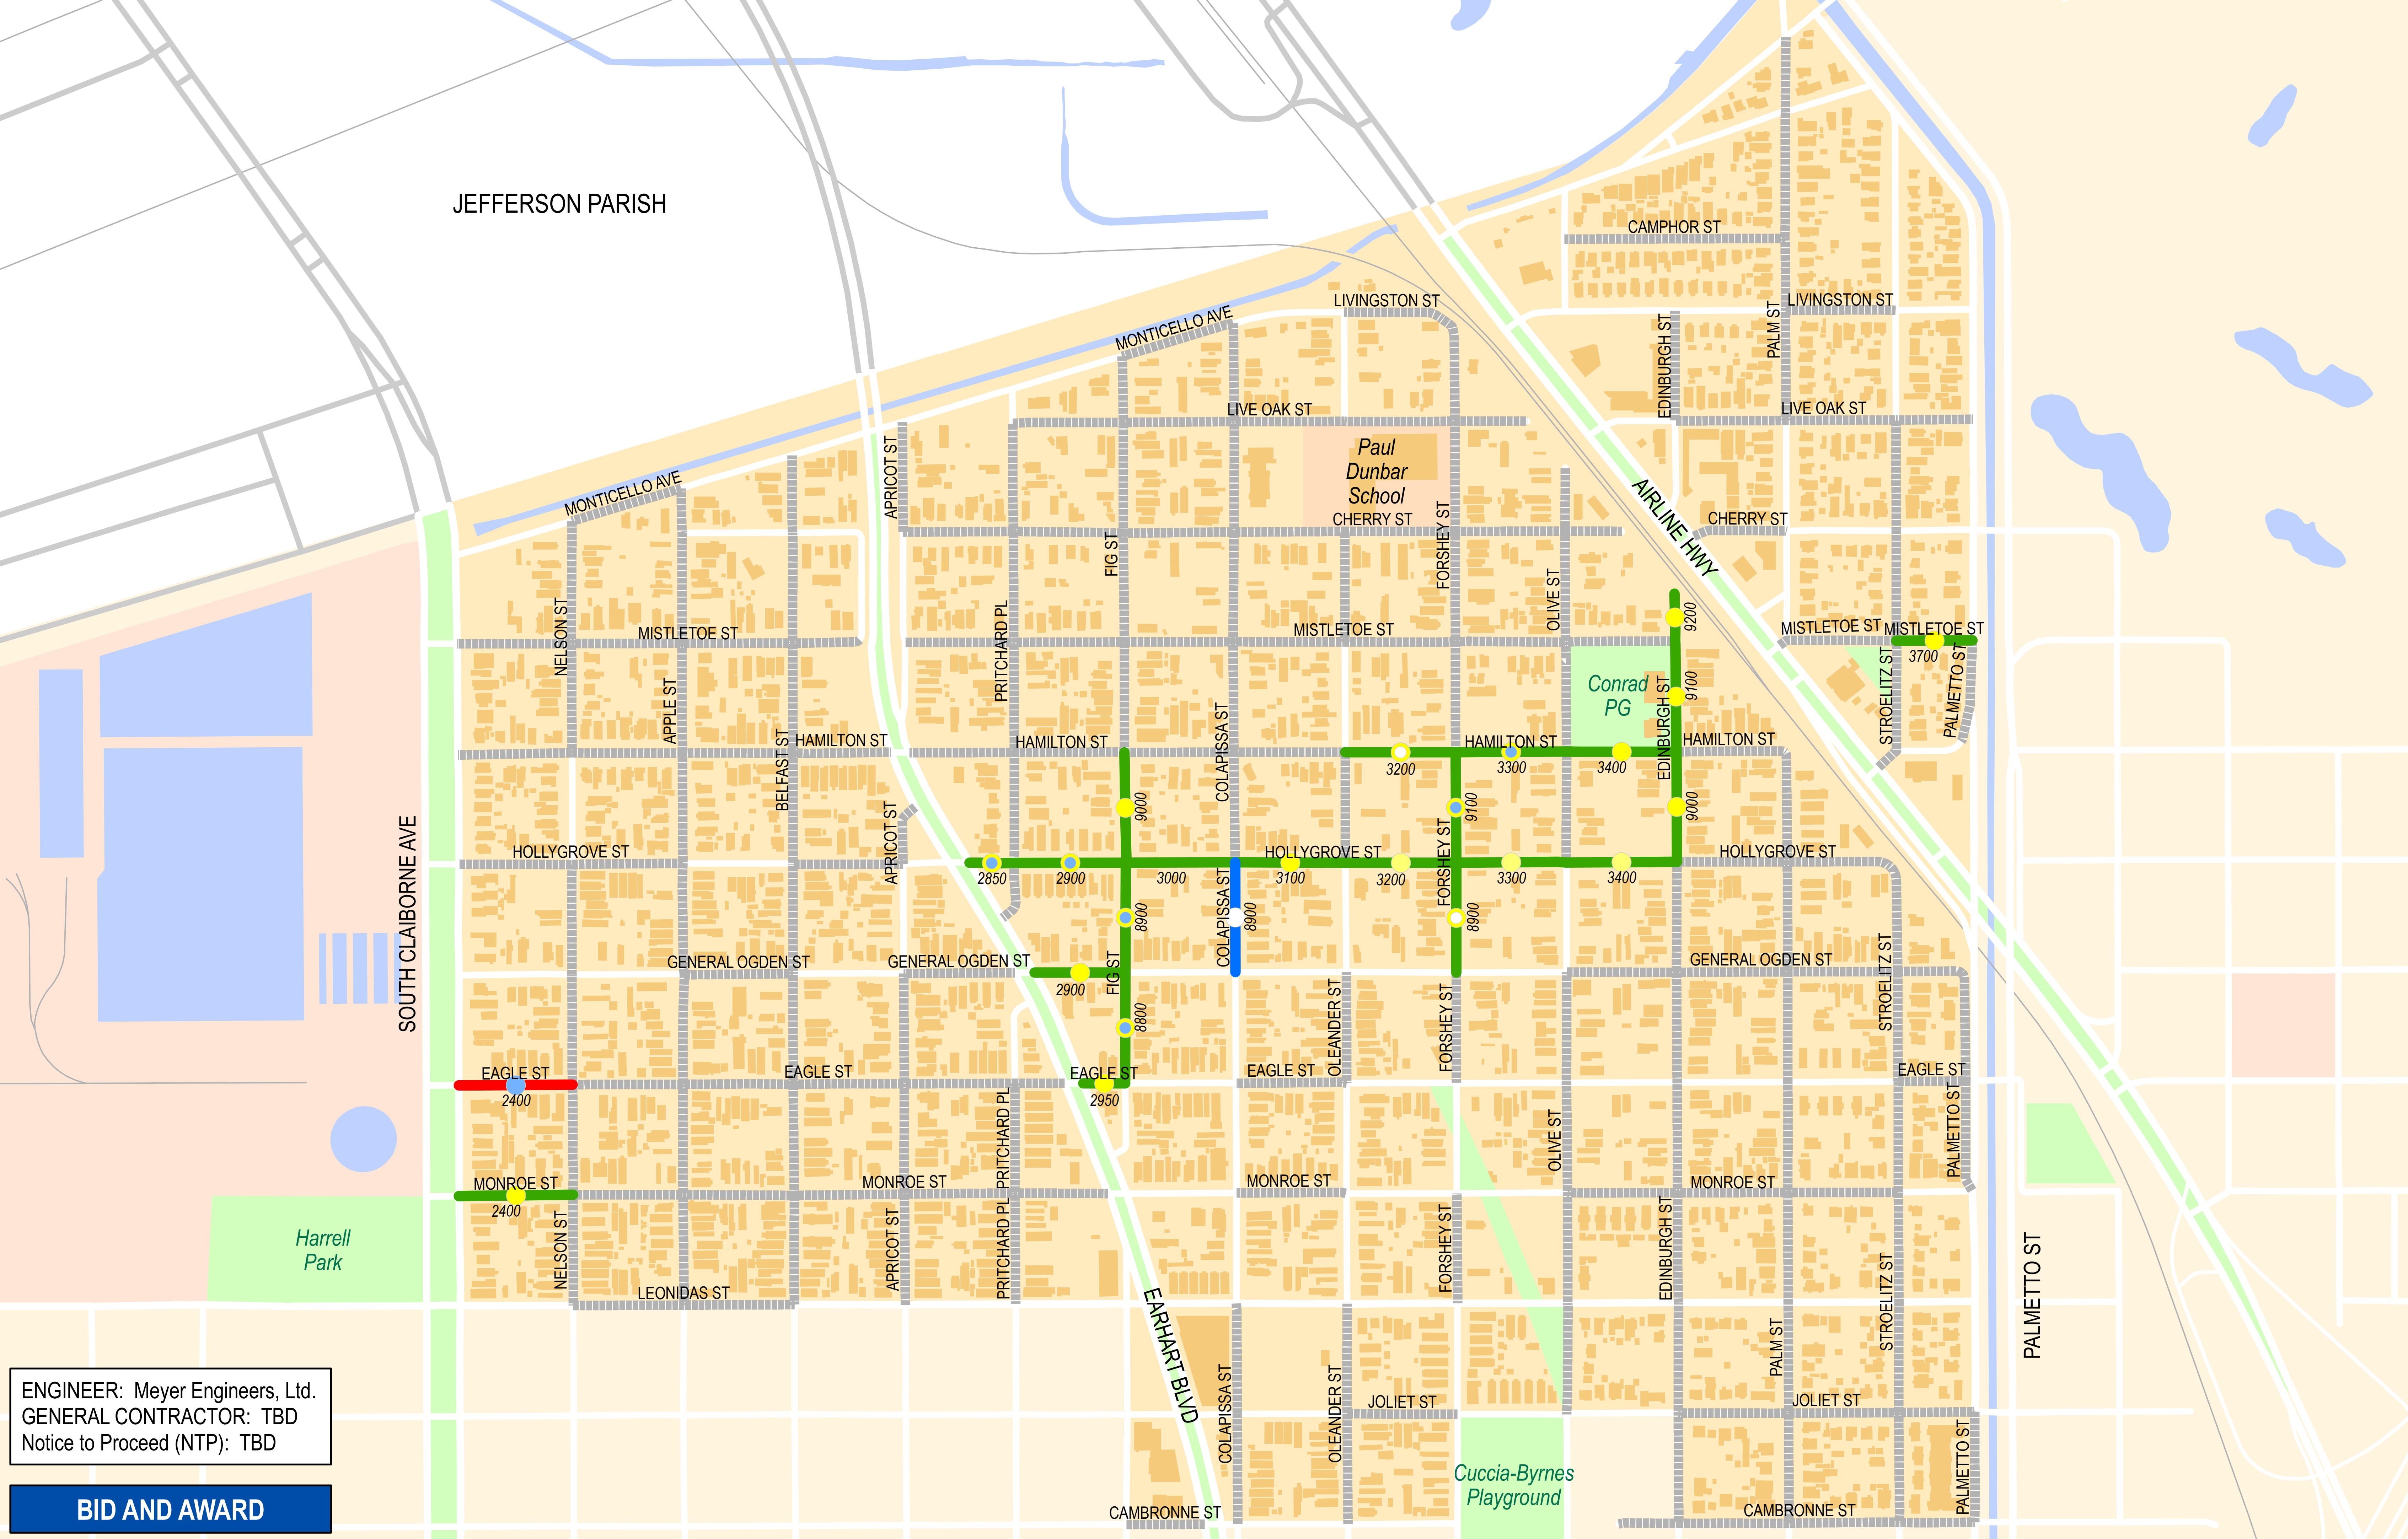 JEFFERSON PARISH
CAMPHOR ST
LIVINGSTON ST
LIVINGSTON ST
MONTICELLO AVE
EDINBURGH ST
PALM ST
LIVE OAK ST
LIVE OAK ST
APRICOT ST
Paul
Dunbar
School
MONTICELLO AVE
CHERRY ST
CHERRY ST
AIRLINE HWY
FIG ST
FORSHEY ST
OLIVE ST
NELSON ST
MISTLETOE ST
PRITCHARD PL
MISTLETOE ST
9200
MISTLETOE ST
MISTLETOE ST
3700
APPLE ST
Conrad
PG
9100
EDINBURGH ST
STROELITZ ST
PALMETTO ST
HAMILTON ST
HAMILTON ST
COLAPISSA ST
HAMILTON ST
HAMILTON ST
BELFAST ST
3200
3300
3400
9000
9100
9000
SOUTH CLAIBORNE AVE
HOLLYGROVE ST
APRICOT ST
HOLLYGROVE ST
HOLLYGROVE ST
FORSHEY ST
2850
2900
3000
3100
3200
3300
3400
8900
COLAPISSA ST
8900
8900
GENERAL OGDEN ST
GENERAL OGDEN ST
GENERAL OGDEN ST
STROELITZ ST
2900
FIG ST
8800
OLEANDER ST
FORSHEY ST
EAGLE ST
EAGLE ST
EAGLE ST
EAGLE ST
EAGLE ST
2400
2950
PRITCHARD PL
OLIVE ST
PALMETTO ST
MONROE ST
MONROE ST
MONROE ST
MONROE ST
2400
Harrell
Park
NELSON ST
APRICOT ST
PRITCHARD PL
FORSHEY ST
EDINBURGH ST
STROELITZ ST
PALMETTO ST
LEONIDAS ST
EARHART BLVD
PALM ST
COLAPISSA ST
OLEANDER ST
JOLIET ST
JOLIET ST
PALMETTO ST
Cuccia-Byrnes
Playground
CAMBRONNE ST
CAMBRONNE ST
ENGINEER: Meyer Engineers, Ltd.
GENERAL CONTRACTOR: TBD
Notice to Proceed (NTP): TBD
BID AND AWARD